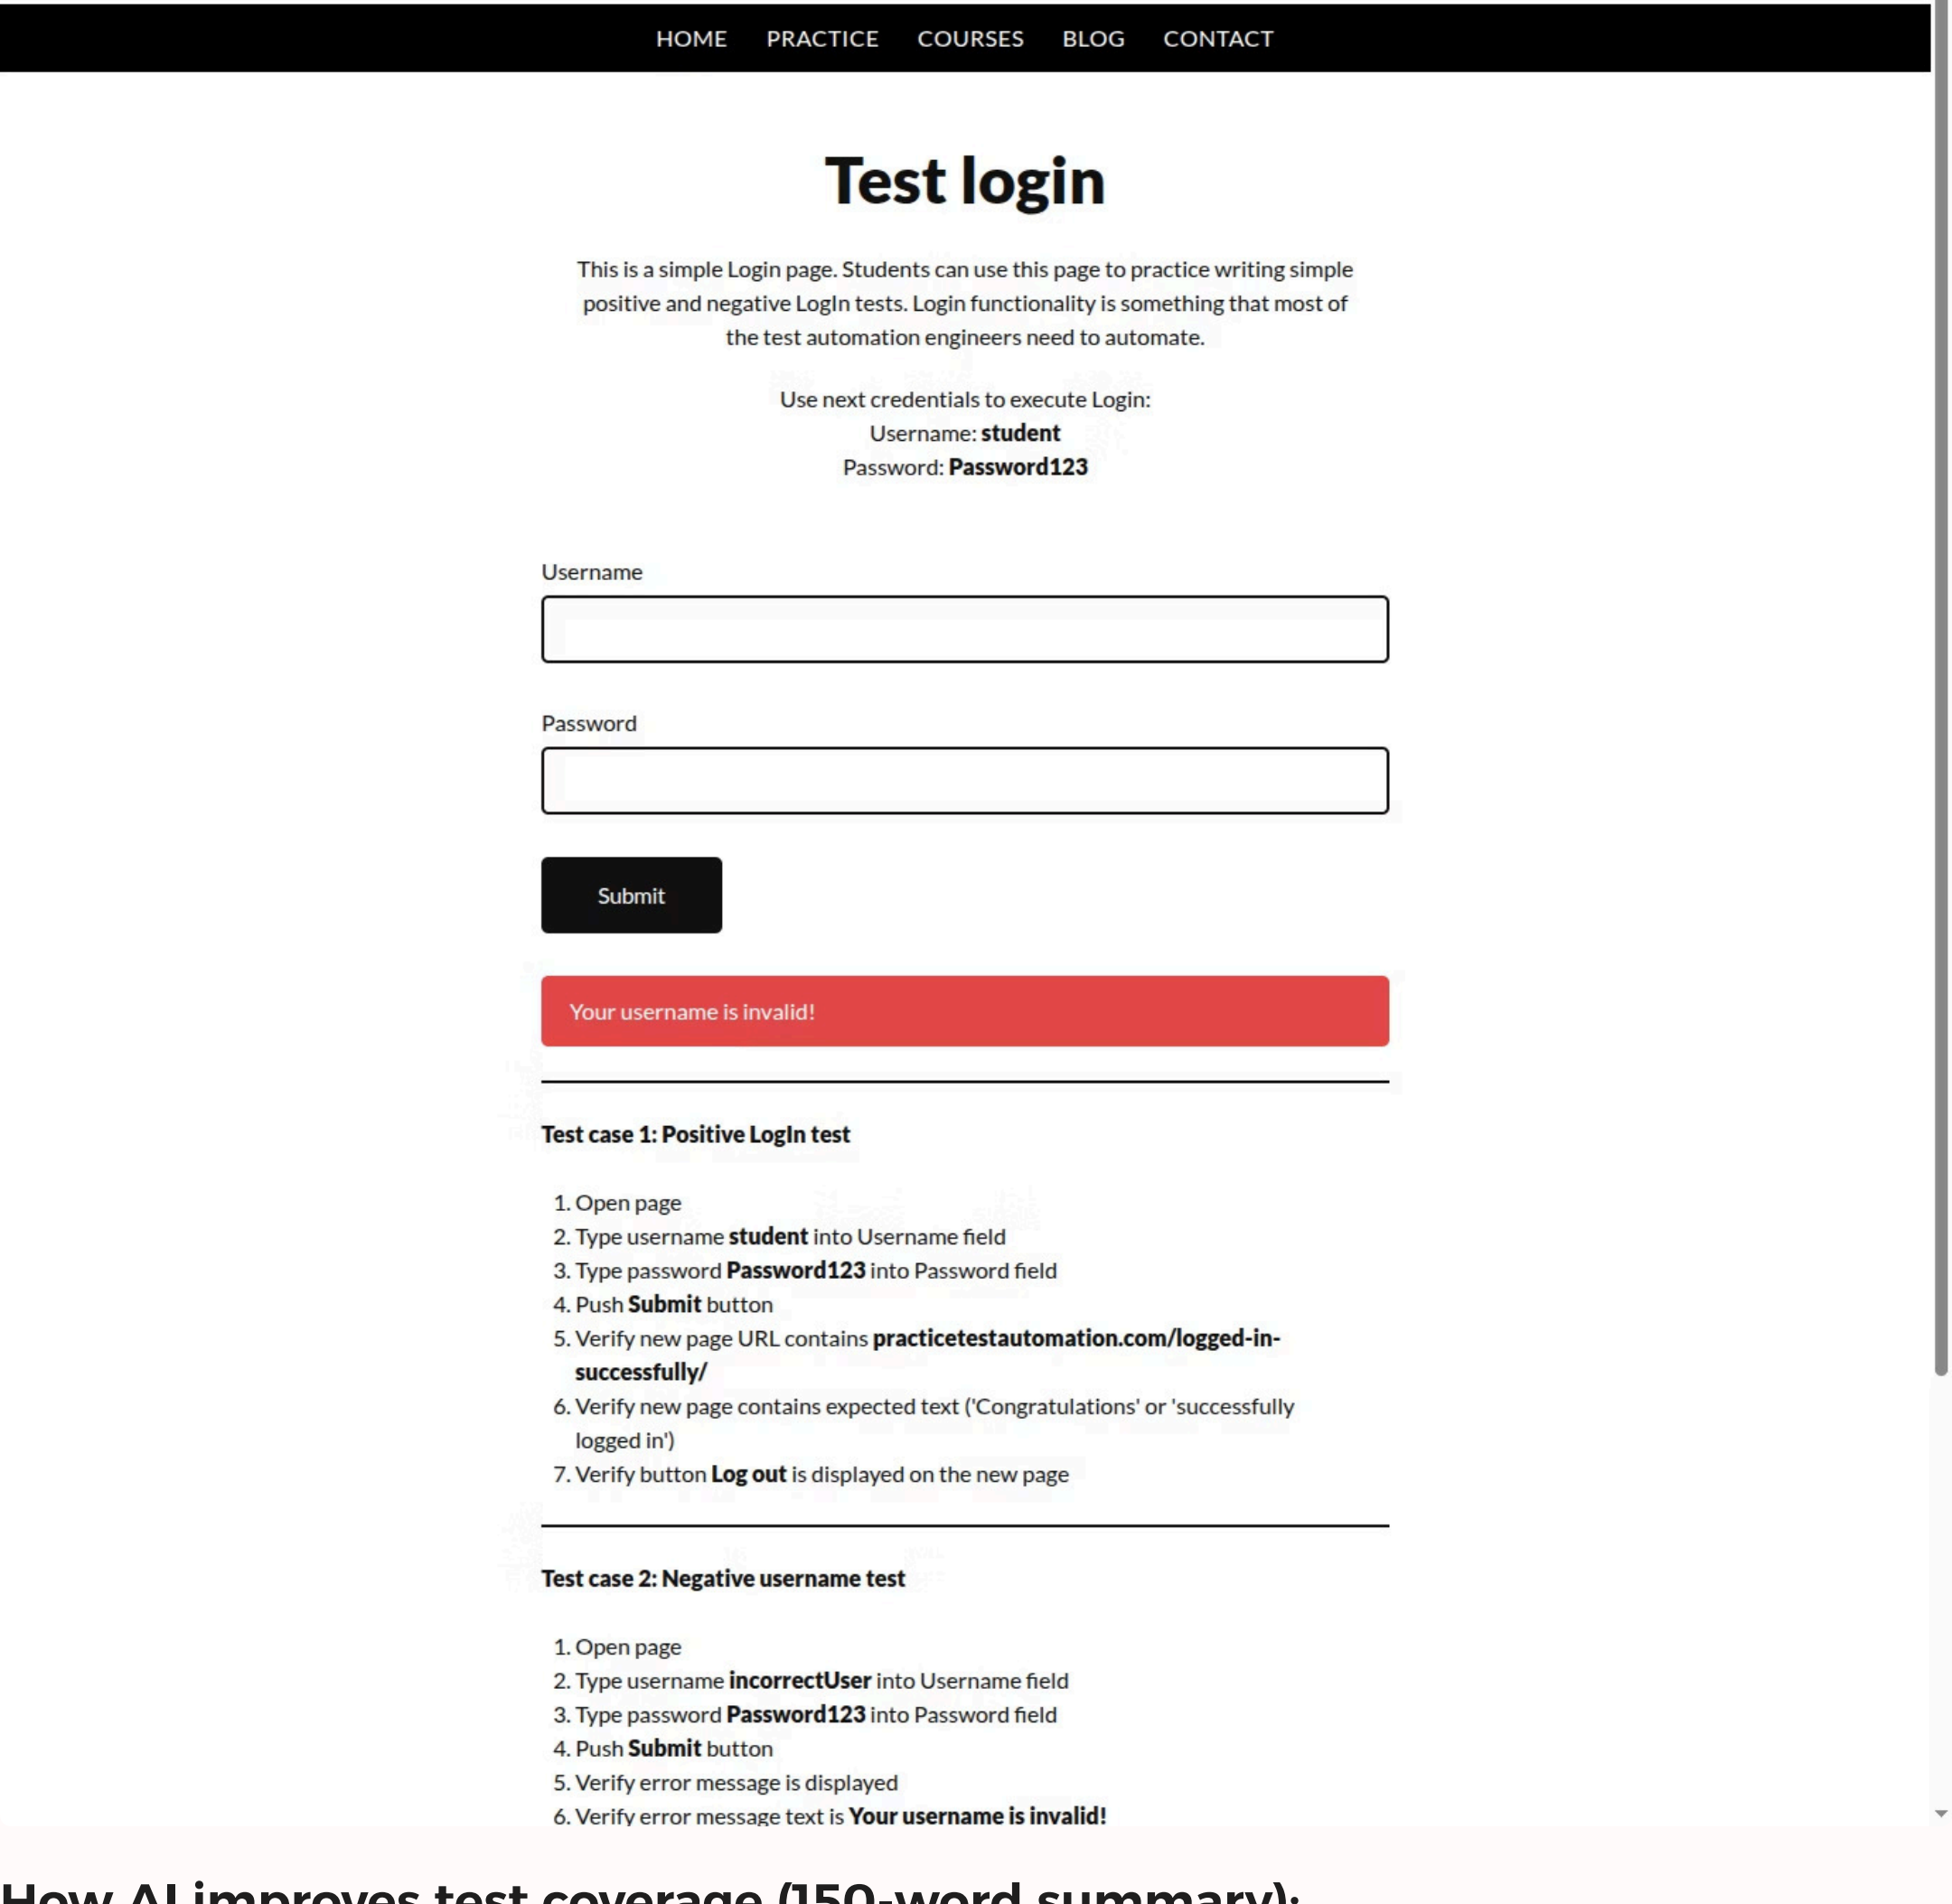 HOME PRACTICE COURSES BLOG CONTACT
Test login
This is a simple Login page. Students can use this page to practice writing simple
positive and negative LogIn tests. Login functionality is something that most of
the test automation engineers need to automate.
Use next credentials to execute Login:
Username: student
Password: Password123
Username
Password
Submit
Your username is invalid!
Test case 1: Positive LogIn test
1. Open page
2. Type username student into Username field
3. Type password Password123 into Password field
4. Push Submit button
5. Verify new page URL contains practicetestautomation.com/logged-in-
successfully/
6. Verify new page contains expected text ('Congratulations' or 'successfully
logged in')
7. Verify button Log out is displayed on the new page
Test case 2: Negative username test
1. Open page
2. Type username incorrectUser into Username field
3. Type password Password123 into Password field
4. Push Submit button
5. Verify error message is displayed
6. Verify error message text is Your username is invalid!
How AI improves test coverage (150-word summary):